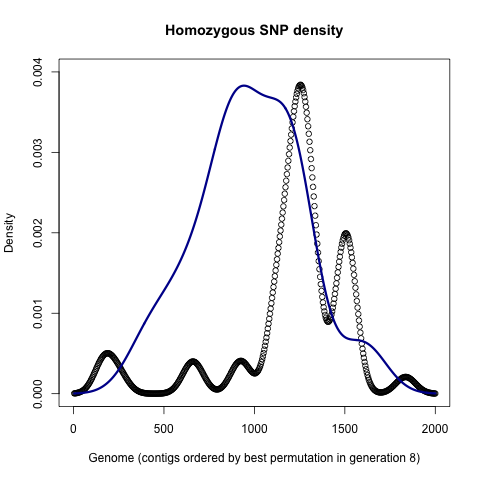 Homozygous SNP density
0.004
0.003
0.002
0.001
0.000
Density
0 500 1000 1500 2000
Genome (contigs ordered by best permutation in generation 8)